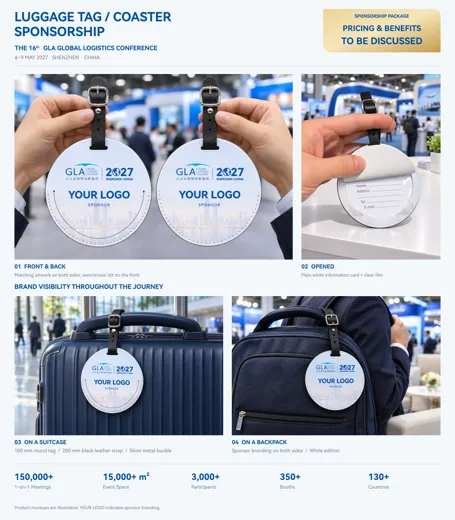 LUGGAGE TAG / COASTER
SPONSORSHIP
THE 16th GLA GLOBAL LOGISTICS CONFERENCE
6–9 MAY 2027 SHENZHEN · CHINA
SPONSORSHIP PACKAGE
PRICING & BENEFITS
TO BE DISCUSSED
GLA 2027
YOUR LOGO
SPONSOR
GLA 2027
YOUR LOGO
SPONSOR
Name
Address
Tel
E-mail
01 FRONT & BACK
Matching artwork on both sides; semicircular slit on the front
02 OPENED
Plain white information card + clear film
BRAND VISIBILITY THROUGHOUT THE JOURNEY
GLA 2027
YOUR LOGO
SPONSOR
GLA 2027
YOUR LOGO
SPONSOR
03 ON A SUITCASE
100 mm round tag / 200 mm black leather strap / Silver metal buckle
04 ON A BACKPACK
Sponsor branding on both sides / White edition
150,000+
1-on-1 Meetings
15,000+ m²
Event Space
3,000+
Participants
350+
Booths
130+
Countries
Product mockups are illustrative. YOUR LOGO indicates sponsor branding.